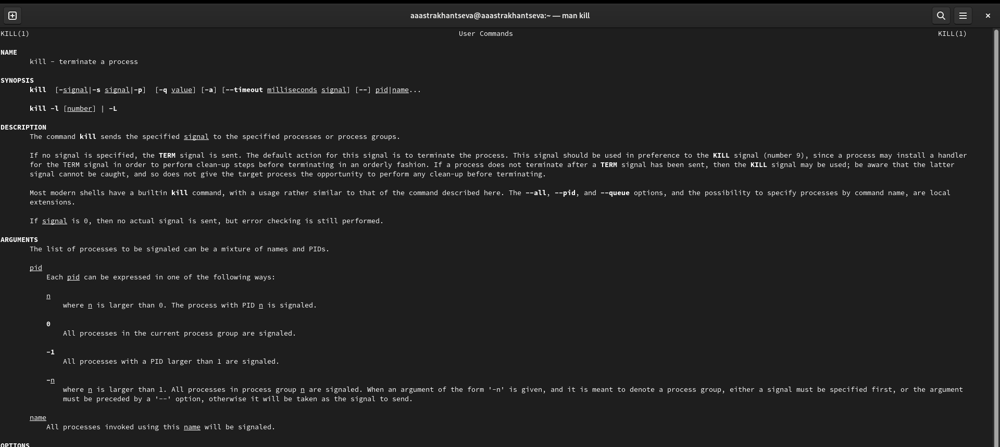 aaastrakhantseva@aaastrakhantseva:~ — man kill
KILL(1) User Commands KILL(1)
NAME
kill - terminate a process
SYNOPSIS
kill [-signal|-s signal|-p] [-q value] [-a] [--timeout milliseconds signal] [--] pid|name...
kill -l [number] | -L
DESCRIPTION
The command kill sends the specified signal to the specified processes or process groups.
If no signal is specified, the TERM signal is sent. The default action for this signal is to terminate the process. This signal should be used in preference to the KILL signal (number 9), since a process may install a handler
for the TERM signal in order to perform clean-up steps before terminating in an orderly fashion. If a process does not terminate after a TERM signal has been sent, then the KILL signal may be used; be aware that the latter
signal cannot be caught, and so does not give the target process the opportunity to perform any clean-up before terminating.
Most modern shells have a builtin kill command, with a usage rather similar to that of the command described here. The --all, --pid, and --queue options, and the possibility to specify processes by command name, are local
extensions.
If signal is 0, then no actual signal is sent, but error checking is still performed.
ARGUMENTS
The list of processes to be signaled can be a mixture of names and PIDs.
pid
Each pid can be expressed in one of the following ways:
n
where n is larger than 0. The process with PID n is signaled.
0
All processes in the current process group are signaled.
-1
All processes with a PID larger than 1 are signaled.
-n
where n is larger than 1. All processes in process group n are signaled. When an argument of the form '-n' is given, and it is meant to denote a process group, either a signal must be specified first, or the argument
must be preceded by a '--' option, otherwise it will be taken as the signal to send.
name
All processes invoked using this name will be signaled.
OPTIONS